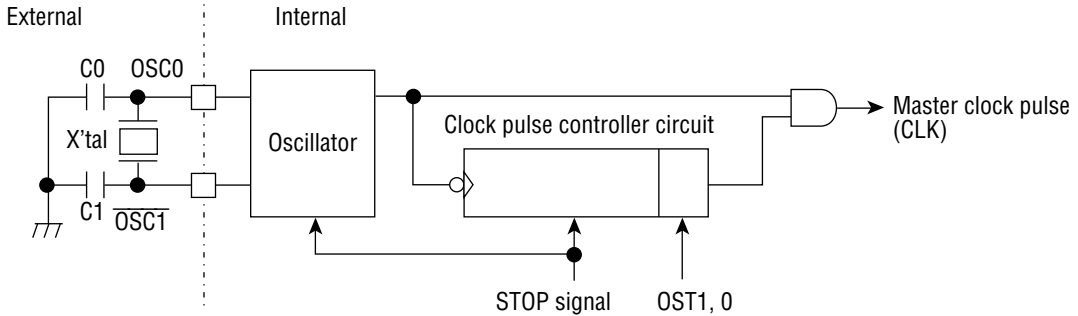 External
Internal
C0
OSC0
X'tal
C1
OSC1
Oscillator
Clock pulse controller circuit
Master clock pulse
(CLK)
STOP signal
OST1, 0